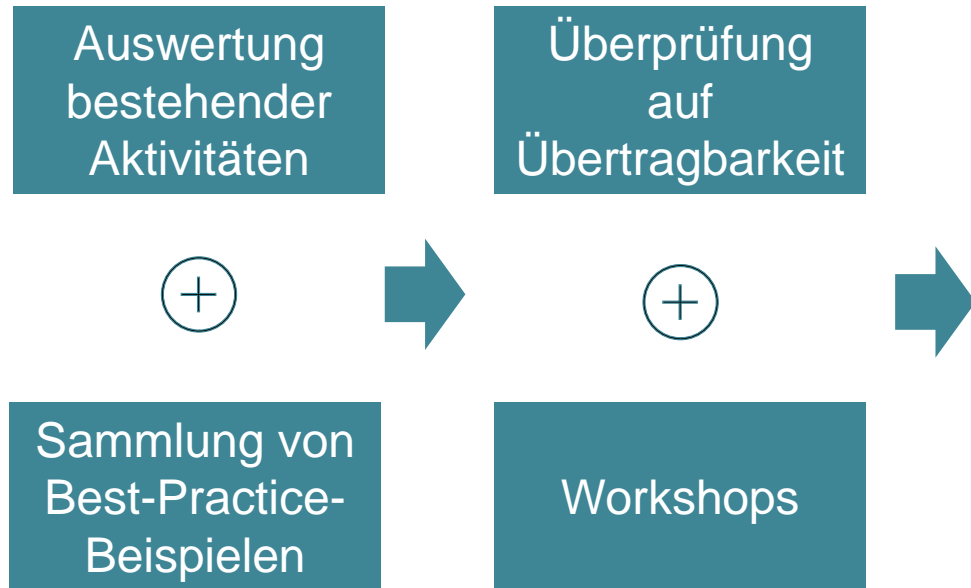 Auswertung
bestehender
Aktivitäten
Sammlung von
Best-Practice-
Beispielen
Überprüfung
auf
Übertragbarkeit
Workshops